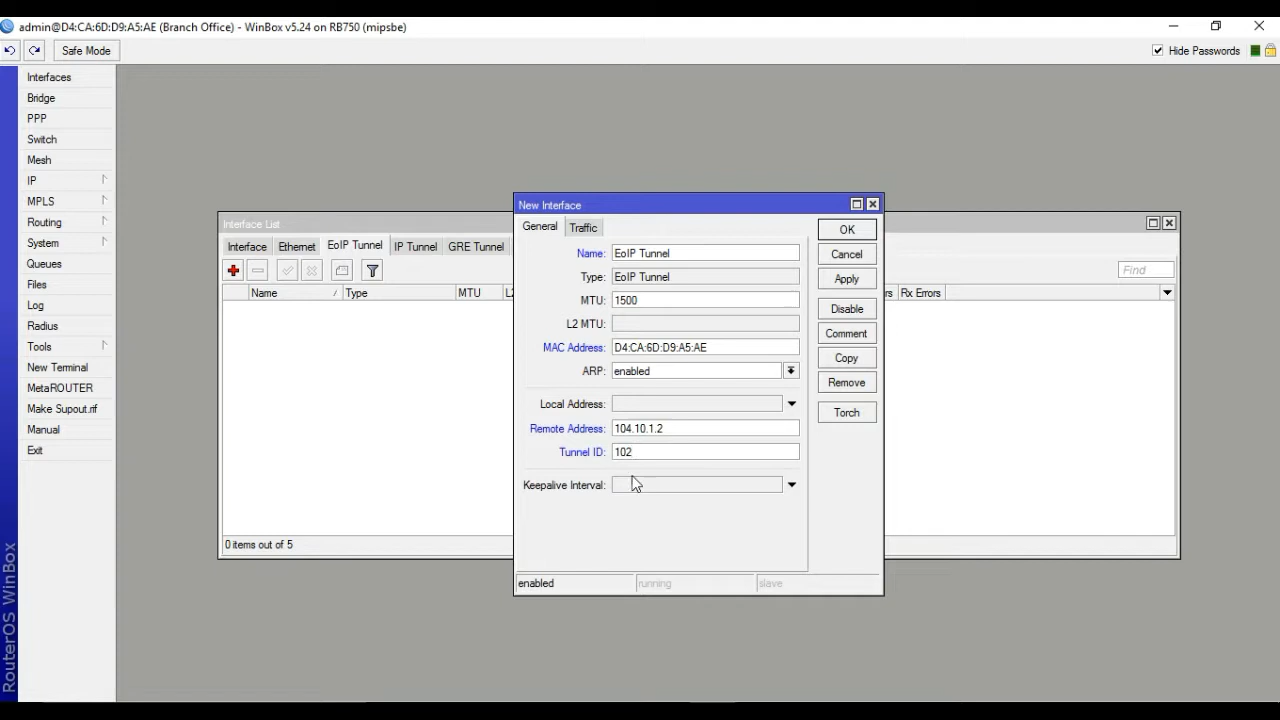 admin@D4:CA:6D:D9:A5:AE (Branch Office) - WinBox v5.24 on RB750 (mipsbe)
Safe Mode
Hide Passwords
Interfaces
Bridge
PPP
Switch
Mesh
IP
MPLS
Routing
System
Queues
Files
Log
Radius
Tools
New Terminal
MetaROUTER
Make Supout.rif
Manual
Exit
RouterOS WinBox
Interface List
Interface Ethernet EoIP Tunnel IP Tunnel GRE Tunnel
Find
Name / Type MTU L2 rs Rx Errors
0 items out of 5
New Interface
General Traffic
Name: EoIP Tunnel
Type: EoIP Tunnel
MTU: 1500
L2 MTU:
MAC Address: D4:CA:6D:D9:A5:AE
ARP: enabled
Local Address:
Remote Address: 104.10.1.2
Tunnel ID: 102
Keepalive Interval:
OK
Cancel
Apply
Disable
Comment
Copy
Remove
Torch
enabled running slave